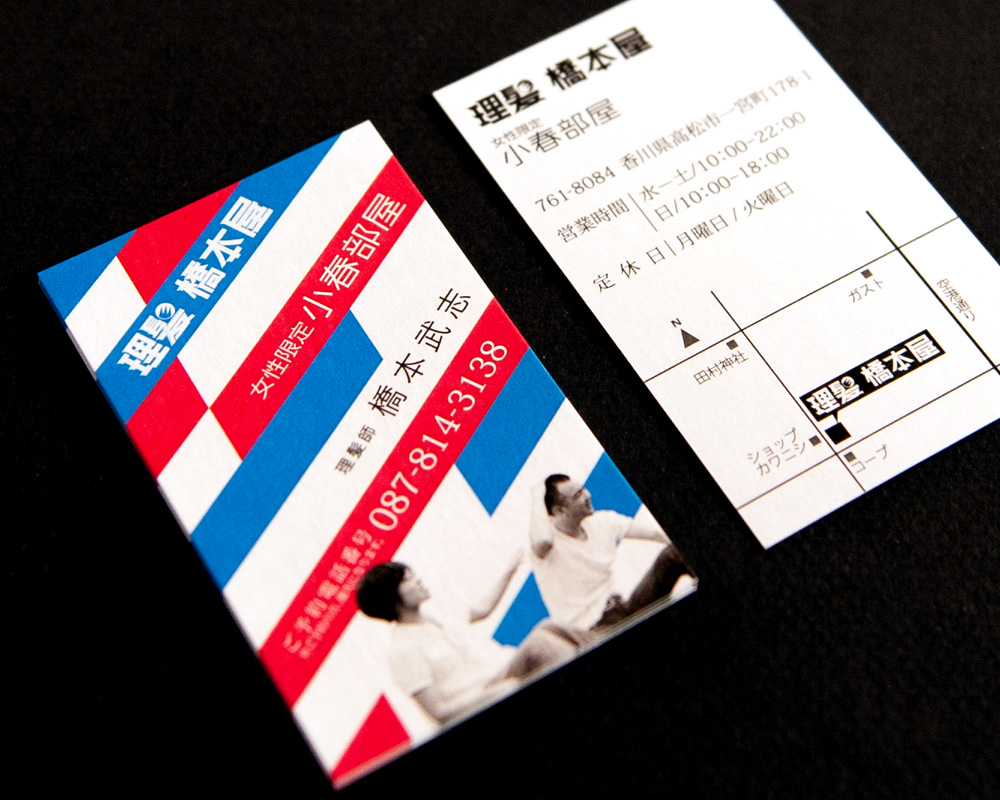 理髪 橋本屋
女性限定 小春部屋
理髪師 橋本武志
ご予約電話番号 087-814-3138
理髪 橋本屋
女性限定
小春部屋
761-8084 香川県高松市一宮町178-1
営業時間 水ー土/10:00-22:00
日/10:00-18:00
定休日 月曜日 / 火曜日
N
ガスト
空港通り
田村神社
理髪 橋本屋
ショップ
カワニシ
コープ